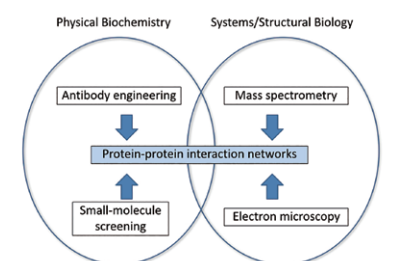 Physical Biochemistry
Systems/Structural Biology
Antibody engineering
Mass spectrometry
Protein-protein interaction networks
Small-molecule
screening
Electron microscopy